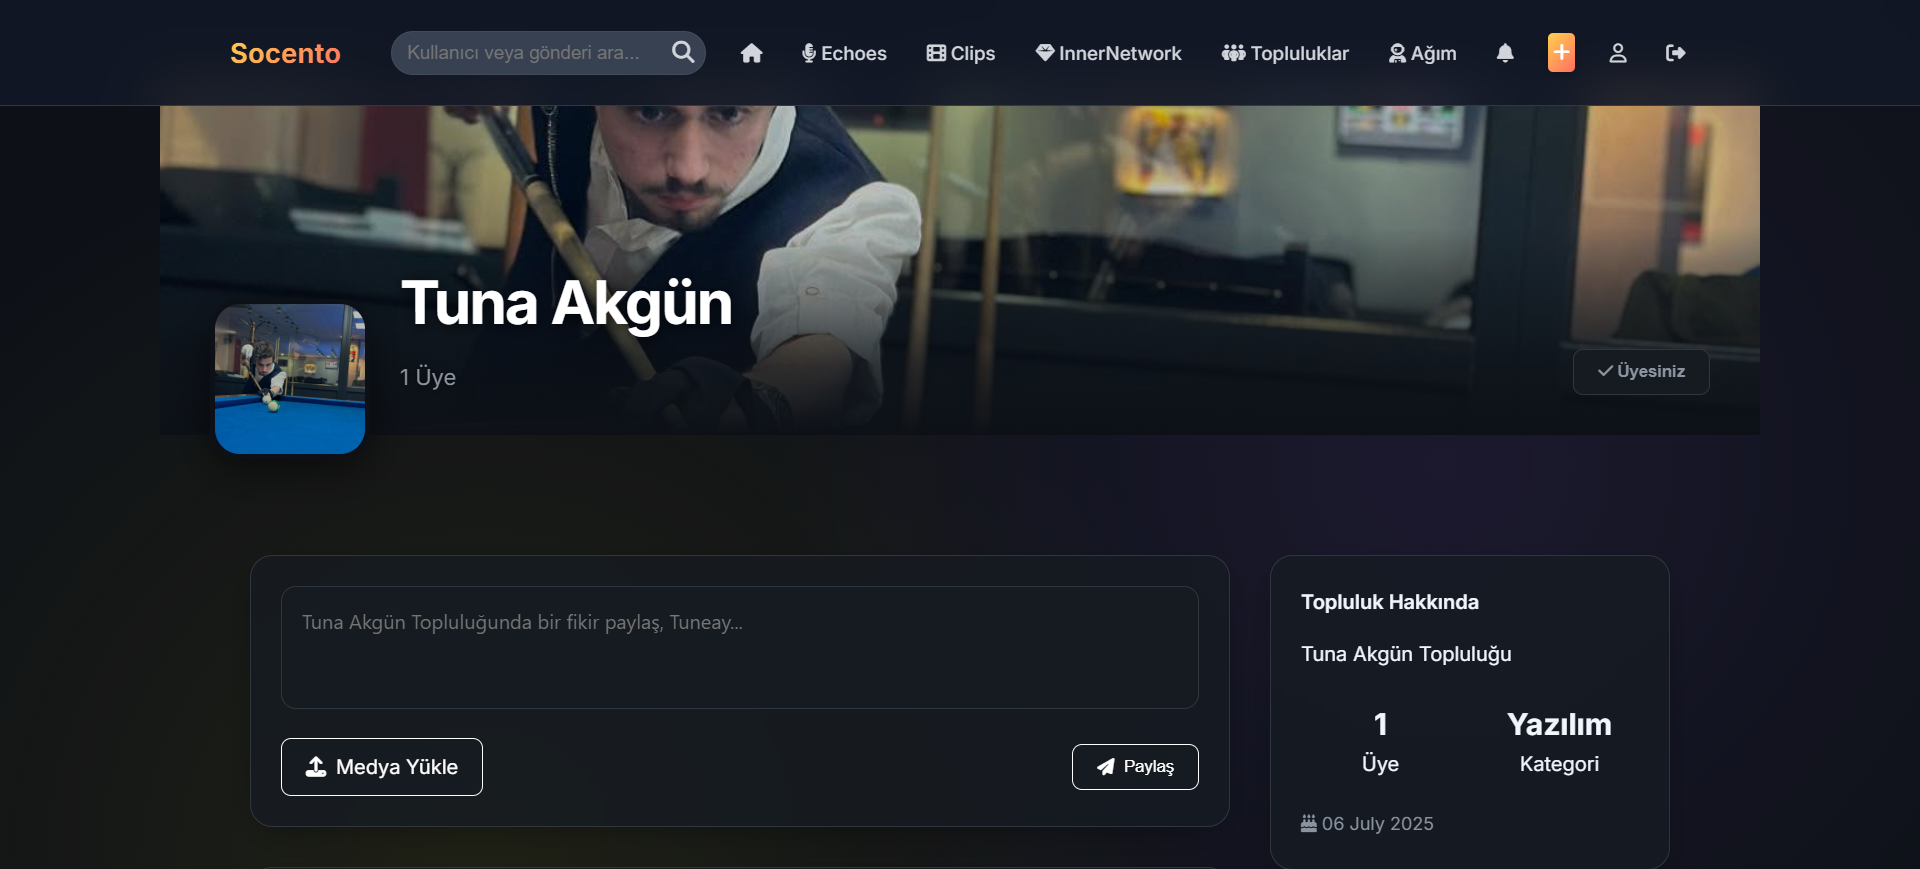 Socento
Kullanıcı veya gönderi ara...
Echoes
Clips
InnerNetwork
Topluluklar
Ağım
Tuna Akgün
1 Üye
Üyesiniz
Tuna Akgün Topluluğunda bir fikir paylaş, Tuneay...
Medya Yükle
Paylaş
Topluluk Hakkında
Tuna Akgün Topluluğu
1
Üye
Yazılım
Kategori
06 July 2025